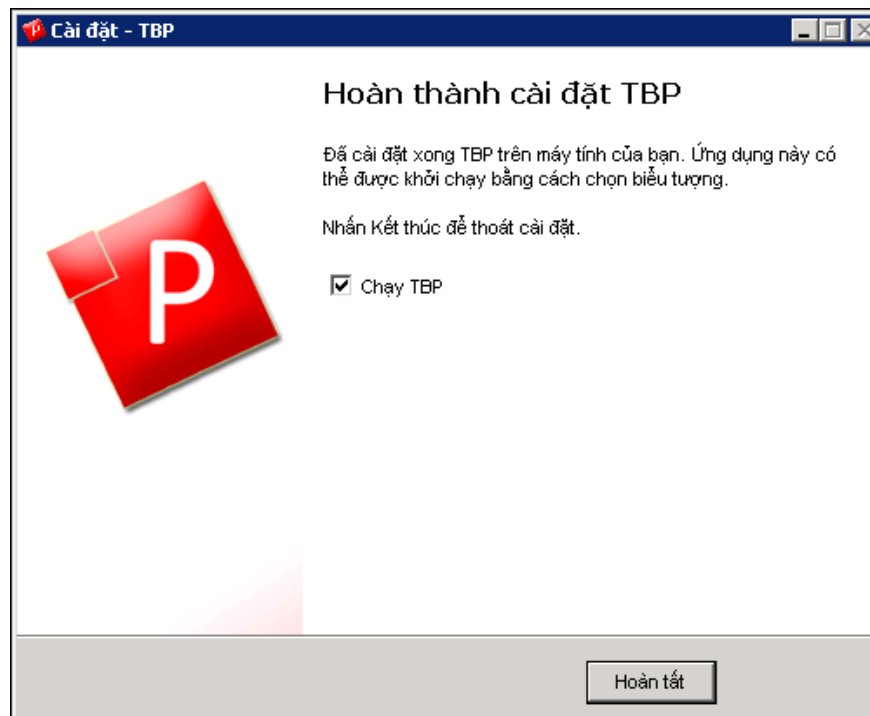 Cài đặt - TBP
Hoàn thành cài đặt TBP
Đã cài đặt xong TBP trên máy tính của bạn. Ứng dụng này có
thể được khởi chạy bằng cách chọn biểu tượng.
Nhấn Kết thúc để thoát cài đặt.
Chạy TBP
P
Hoàn tất